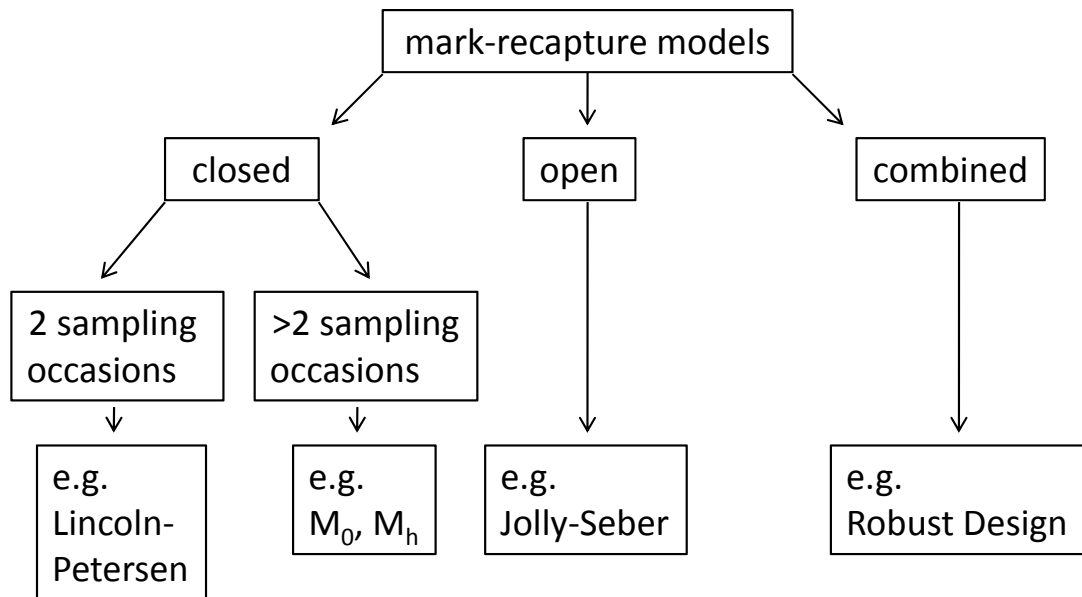 mark-recapture models
closed
open
combined
2 sampling
occasions
>2 sampling
occasions
e.g.
Lincoln-
Petersen
e.g.
M₀, Mₕ
e.g.
Jolly-Seber
e.g.
Robust Design